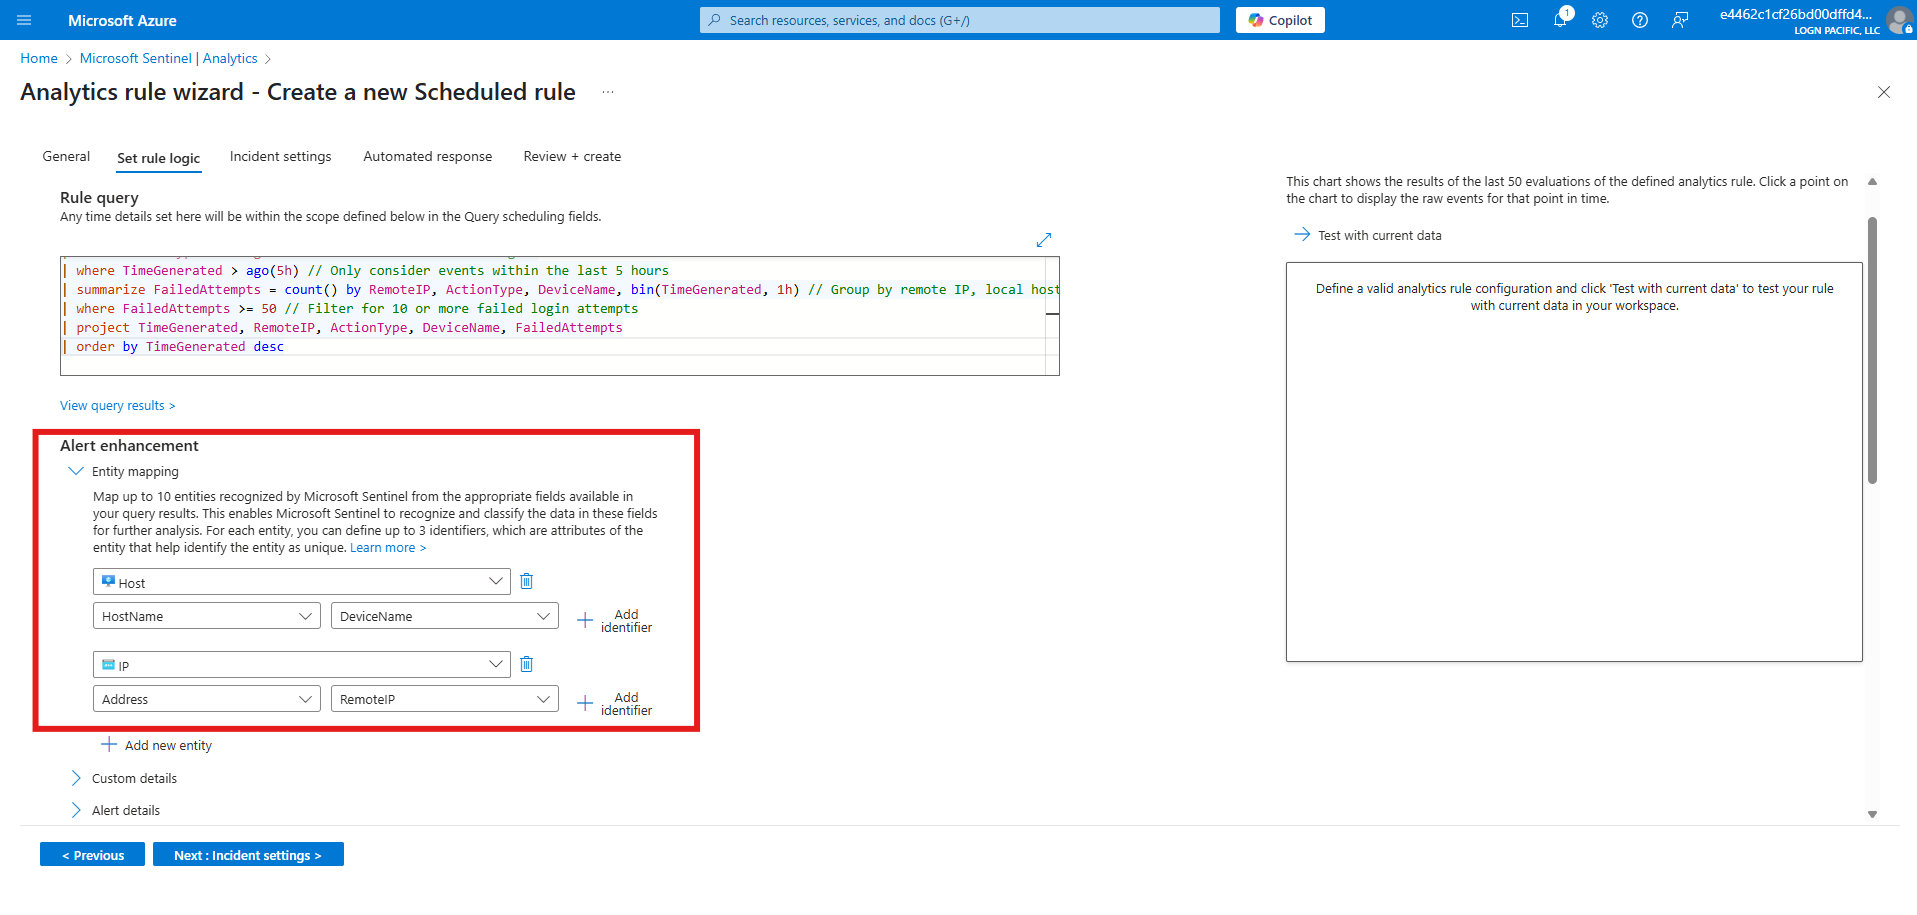 Microsoft Azure
Search resources, services, and docs (G+/)
Copilot
1
e4462c1cf26bd00dffd4...
LOGN PACIFIC, LLC
Home > Microsoft Sentinel | Analytics >
Analytics rule wizard - Create a new Scheduled rule ...
General
Set rule logic
Incident settings
Automated response
Review + create
Rule query
Any time details set here will be within the scope defined below in the Query scheduling fields.
| where TimeGenerated > ago(5h) // Only consider events within the last 5 hours
| summarize FailedAttempts = count() by RemoteIP, ActionType, DeviceName, bin(TimeGenerated, 1h) // Group by remote IP, local host
| where FailedAttempts >= 50 // Filter for 10 or more failed login attempts
| project TimeGenerated, RemoteIP, ActionType, DeviceName, FailedAttempts
| order by TimeGenerated desc
View query results >
Alert enhancement
Entity mapping
Map up to 10 entities recognized by Microsoft Sentinel from the appropriate fields available in
your query results. This enables Microsoft Sentinel to recognize and classify the data in these fields
for further analysis. For each entity, you can define up to 3 identifiers, which are attributes of the
entity that help identify the entity as unique. Learn more >
Host
HostName
DeviceName
Add
identifier
IP
Address
RemoteIP
Add
identifier
Add new entity
Custom details
Alert details
< Previous
Next : Incident settings >
This chart shows the results of the last 50 evaluations of the defined analytics rule. Click a point on
the chart to display the raw events for that point in time.
Test with current data
Define a valid analytics rule configuration and click 'Test with current data' to test your rule
with current data in your workspace.